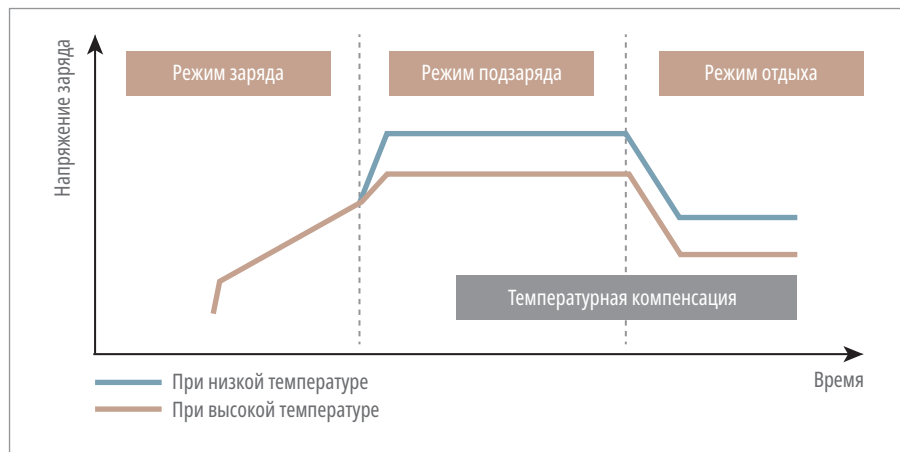 Напряжение заряда
Режим заряда
Режим подзаряда
Режим отдыха
Температурная компенсация
Время
При низкой температуре
При высокой температуре